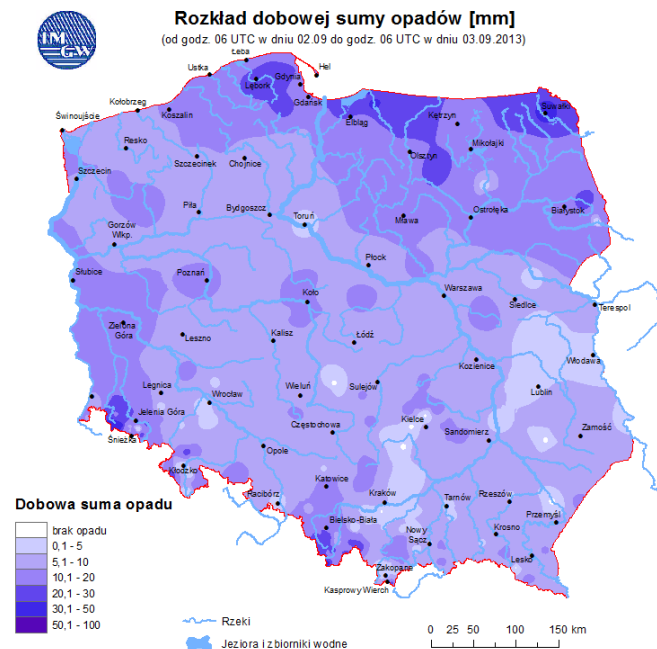 IM
GW
Rozkład dobowej sumy opadów [mm]
(od godz. 06 UTC w dniu 02.09 do godz. 06 UTC w dniu 03.09.2013)
Łeba
Ustka
Hel
Gdynia
Lębork
Gdańsk
Kołobrzeg
Koszalin
Świnoujście
Elbląg
Kętrzyn
Suwałki
Resko
Szczecinek
Chojnice
Olsztyn
Mikołajki
Szczecin
Piła
Bydgoszcz
Toruń
Mława
Ostrołęka
Białystok
Gorzów
Wlkp.
Płock
Słubice
Poznań
Koło
Warszawa
Siedlce
Terespol
Zielona
Góra
Leszno
Kalisz
Łódź
Kozienice
Włodawa
Legnica
Wrocław
Wieluń
Sulejów
Lublin
Jelenia Góra
Śnieżka
Opole
Częstochowa
Kielce
Sandomierz
Zamość
Kłodzko
Racibórz
Katowice
Kraków
Tarnów
Rzeszów
Przemyśl
Bielsko-Biała
Nowy
Sącz
Krosno
Lesko
Zakopane
Kasprowy Wierch
Dobowa suma opadu
brak opadu
0,1 - 5
5,1 - 10
10,1 - 20
20,1 - 30
30,1 - 50
50,1 - 100
Rzeki
Jeziora i zbiorniki wodne
0 25 50 100 150 km